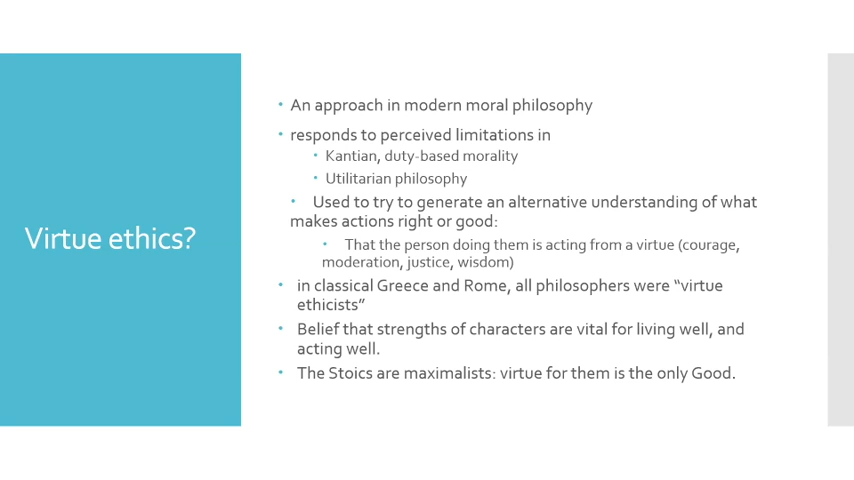 Virtue ethics?
• An approach in modern moral philosophy
• responds to perceived limitations in
• Kantian, duty-based morality
• Utilitarian philosophy
• Used to try to generate an alternative understanding of what
makes actions right or good:
• That the person doing them is acting from a virtue (courage,
moderation, justice, wisdom)
• in classical Greece and Rome, all philosophers were “virtue
ethicists”
• Belief that strengths of characters are vital for living well, and
acting well.
• The Stoics are maximalists: virtue for them is the only Good.